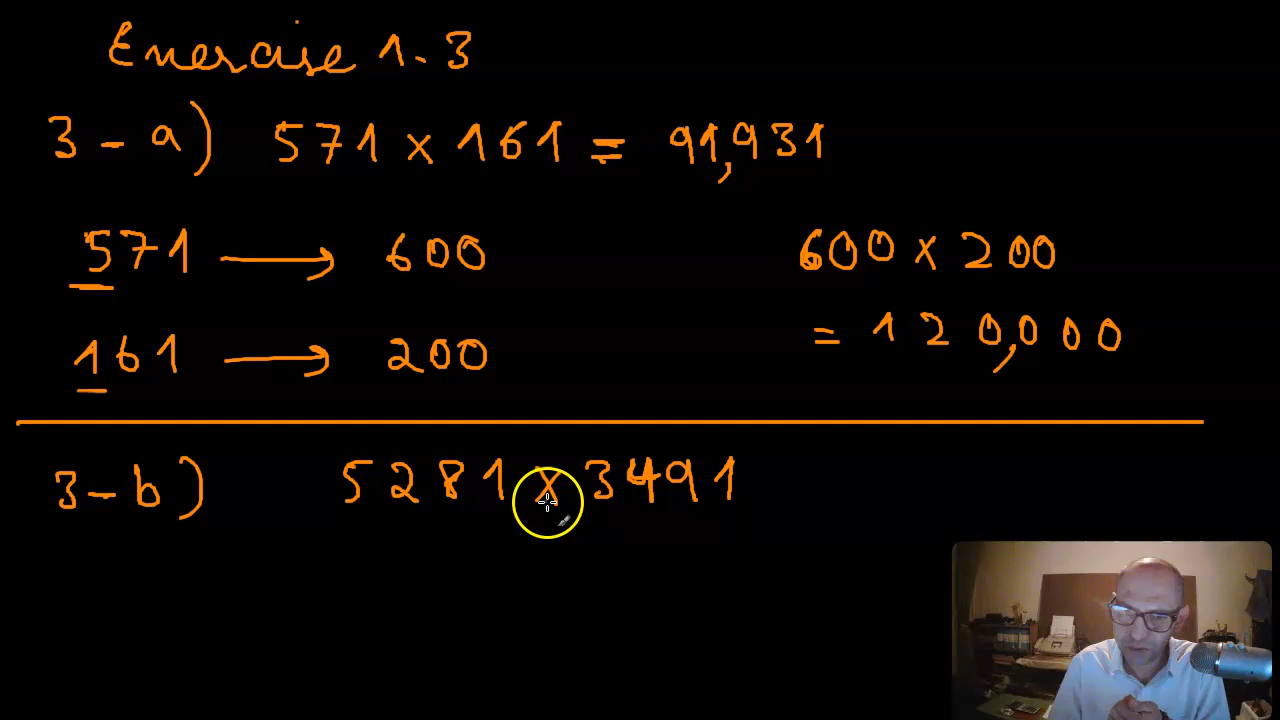 Exercise 1.3
3-a) 571 x 161 = 91,931
571 → 600
600 x 200
161 → 200
= 120,000
3-b) 5281 x 3491